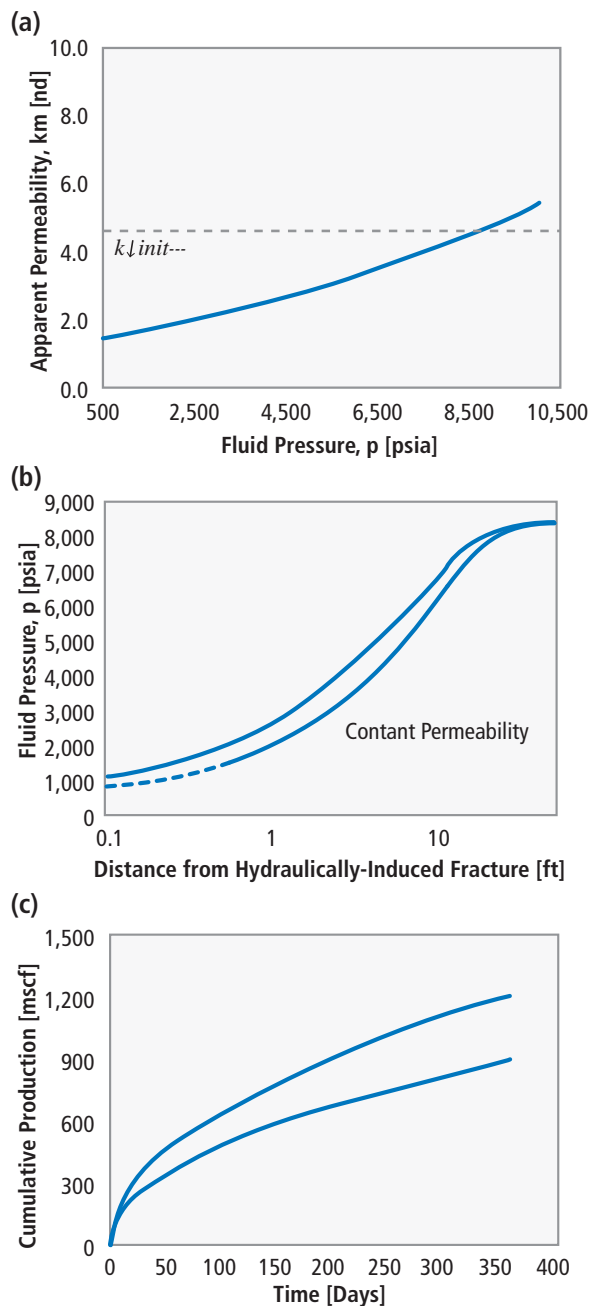 (a)
10.0
8.0
6.0
4.0
2.0
0.0
Apparent Permeability, km [nd]
k↓init---
500 2,500 4,500 6,500 8,500 10,500
Fluid Pressure, p [psia]
(b)
9,000
8,000
7,000
6,000
5,000
4,000
3,000
2,000
1,000
0
Fluid Pressure, p [psia]
Contant Permeability
0.1 1 10
Distance from Hydraulically-Induced Fracture [ft]
(c)
1,500
1,200
900
600
300
0
Cumulative Production [mscf]
0 50 100 150 200 250 300 350 400
Time [Days]